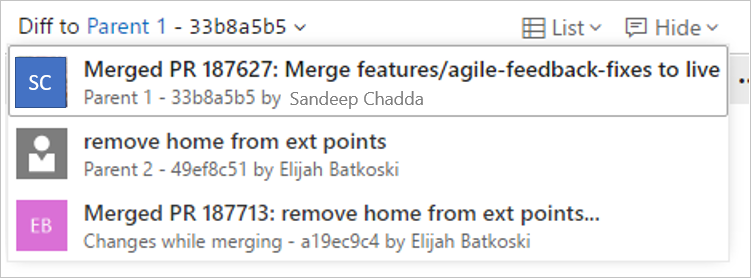 Diff to Parent 1 - 33b8a5b5 List Hide
SC
Merged PR 187627: Merge features/agile-feedback-fixes to live
Parent 1 - 33b8a5b5 by Sandeep Chadda
remove home from ext points
Parent 2 - 49ef8c51 by Elijah Batkoski
EB
Merged PR 187713: remove home from ext points...
Changes while merging - a19ec9c4 by Elijah Batkoski